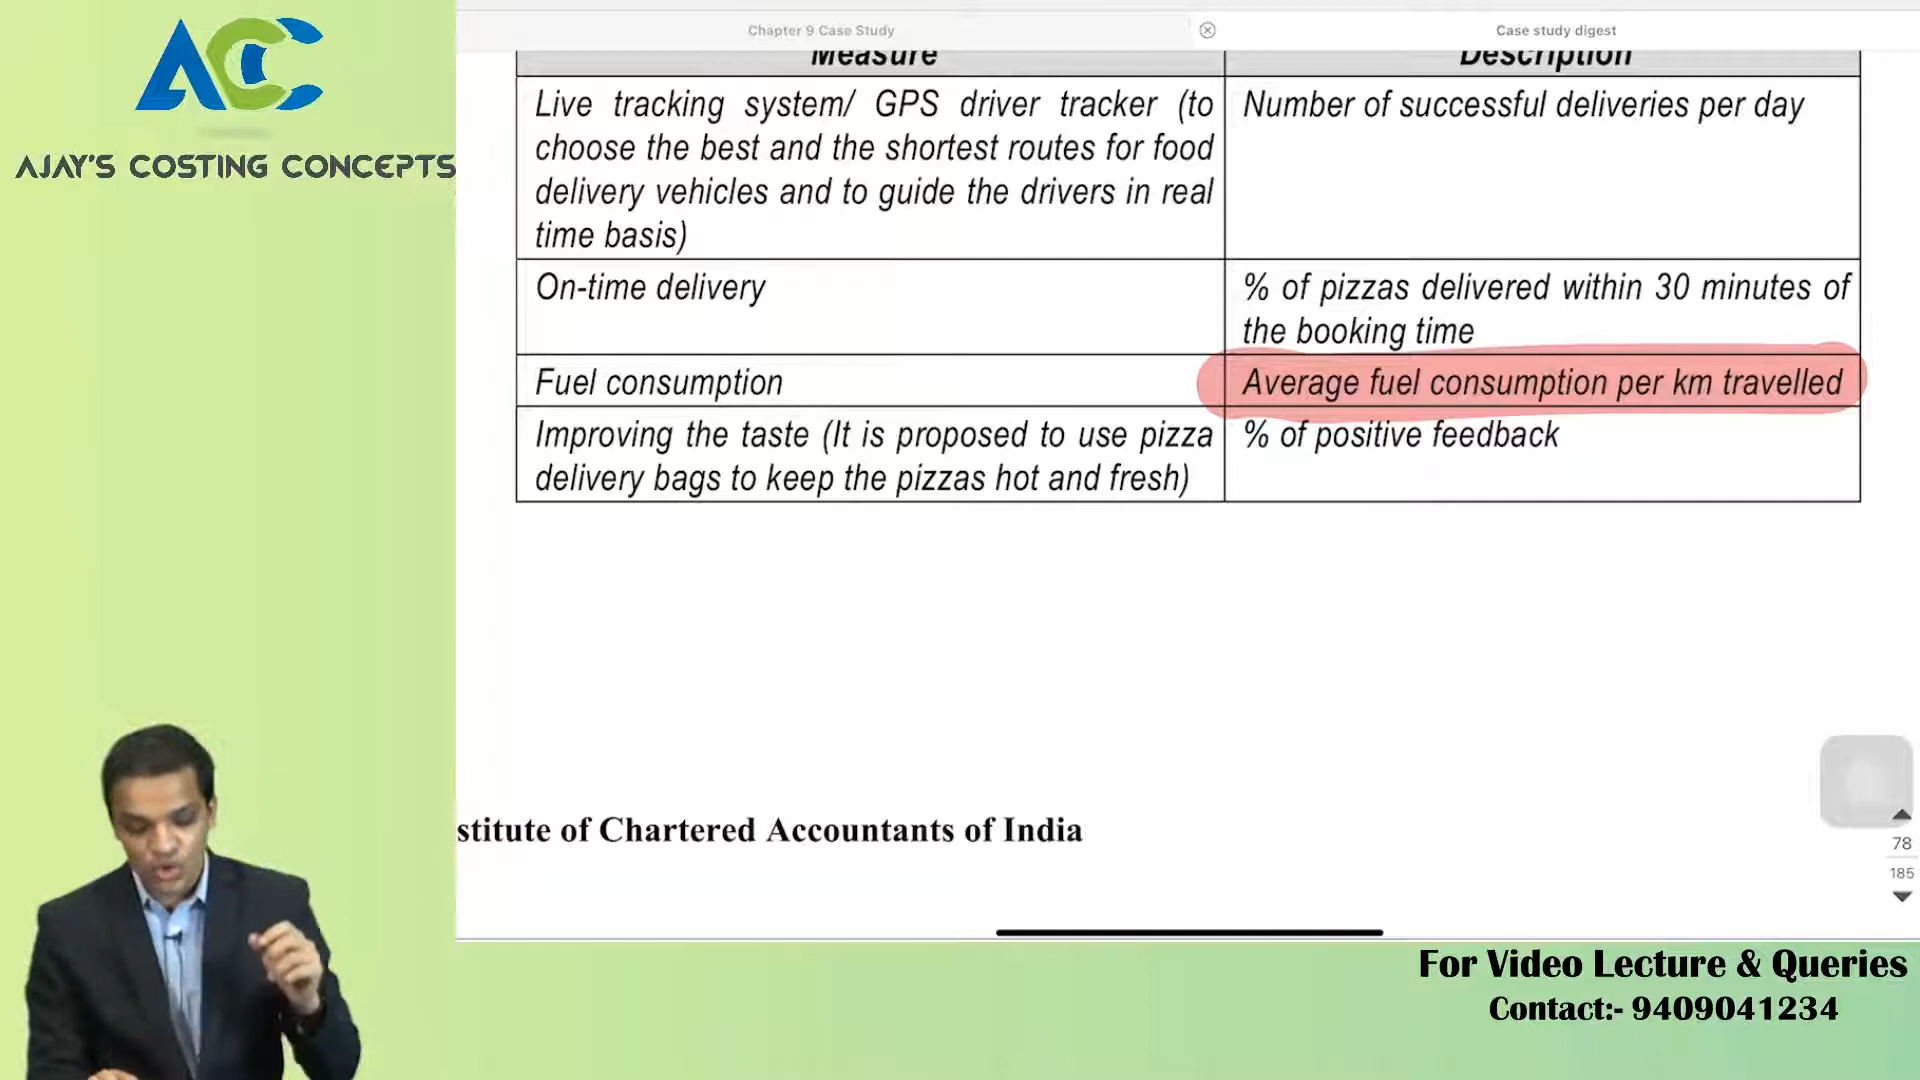 ACC
AJAY'S COSTING CONCEPTS
Chapter 9 Case Study
Case study digest
Measure
Description
Live tracking system/ GPS driver tracker (to
choose the best and the shortest routes for food
delivery vehicles and to guide the drivers in real
time basis)
Number of successful deliveries per day
On-time delivery
% of pizzas delivered within 30 minutes of
the booking time
Fuel consumption
Average fuel consumption per km travelled
Improving the taste (It is proposed to use pizza
delivery bags to keep the pizzas hot and fresh)
% of positive feedback
stitute of Chartered Accountants of India
78
185
For Video Lecture & Queries
Contact:- 9409041234